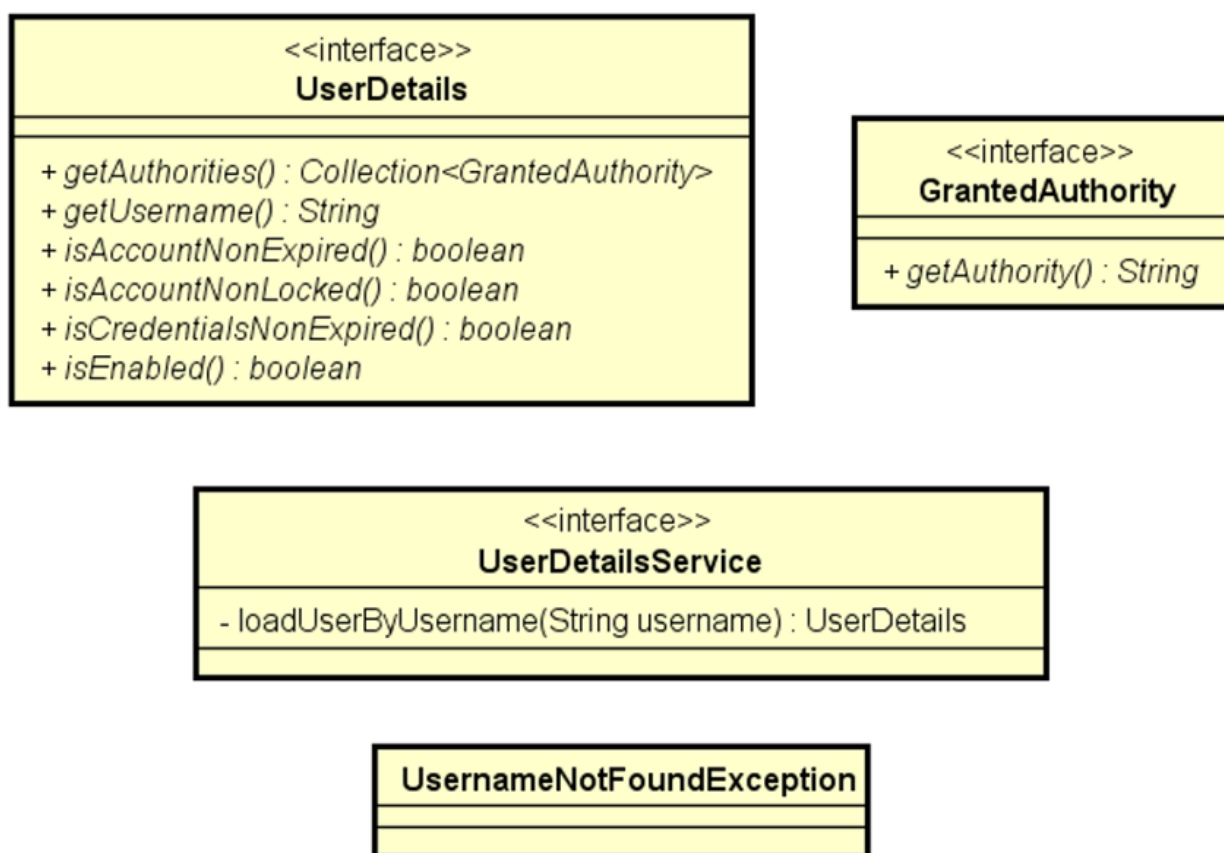 <<interface>>
UserDetails
+ getAuthorities() : Collection<GrantedAuthority>
+ getUsername() : String
+ isAccountNonExpired() : boolean
+ isAccountNonLocked() : boolean
+ isCredentialsNonExpired() : boolean
+ isEnabled() : boolean
<<interface>>
GrantedAuthority
+ getAuthority() : String
<<interface>>
UserDetailsService
- loadUserByUsername(String username) : UserDetails
UsernameNotFoundException